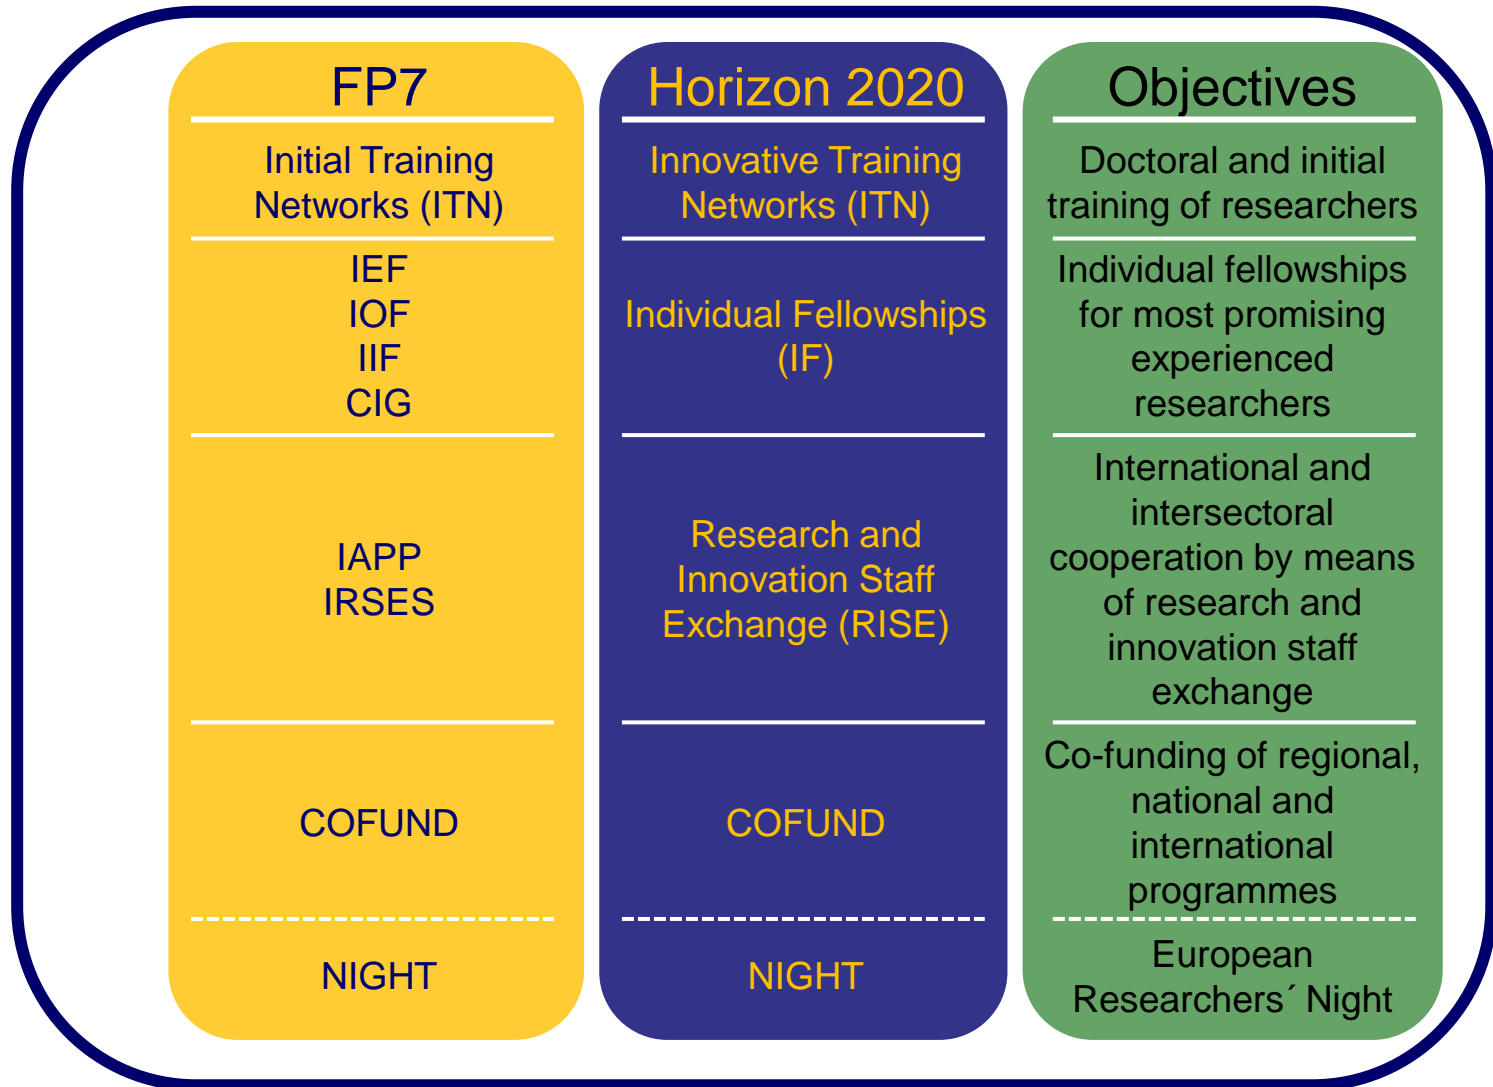 FP7
Initial Training
Networks (ITN)
IEF
IOF
IIF
CIG
IAPP
IRSES
COFUND
NIGHT
Horizon 2020
Innovative Training
Networks (ITN)
Individual Fellowships
(IF)
Research and
Innovation Staff
Exchange (RISE)
COFUND
NIGHT
Objectives
Doctoral and initial
training of researchers
Individual fellowships
for most promising
experienced
researchers
International and
intersectoral
cooperation by means
of research and
innovation staff
exchange
Co-funding of regional,
national and
international
programmes
European
Researchers´ Night